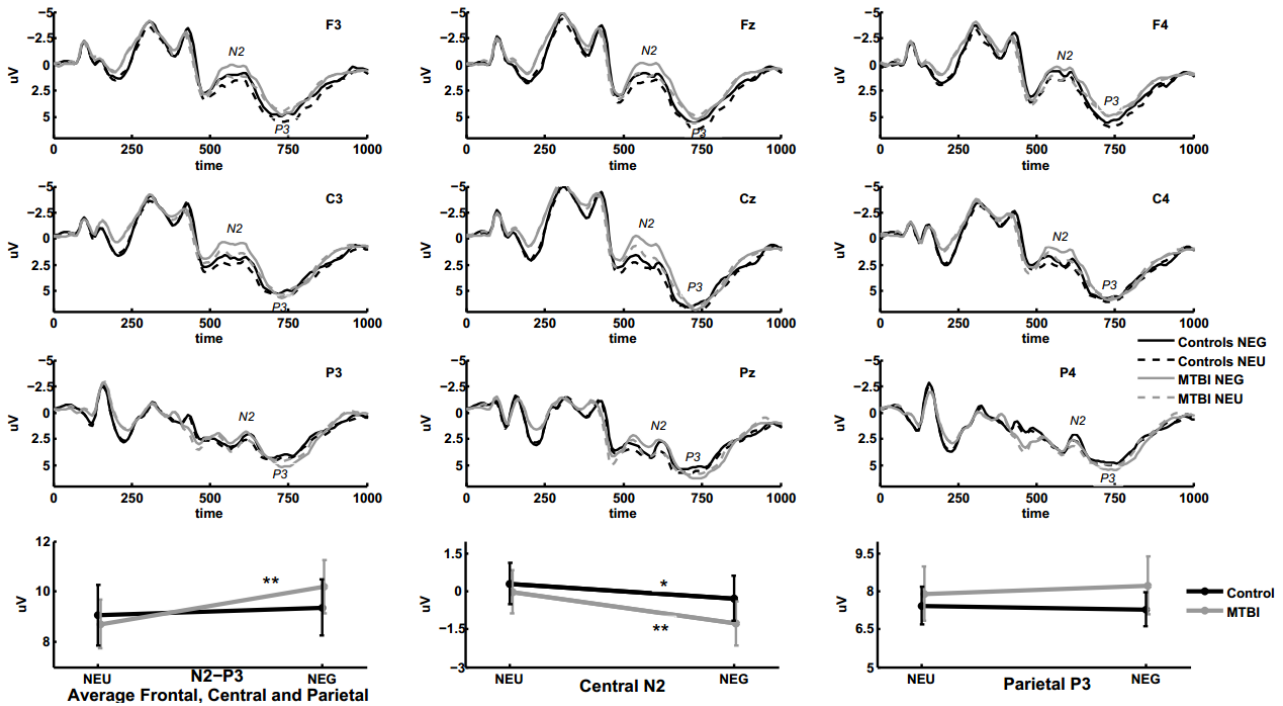 F3
Fz
F4
−5
−2.5
0
2.5
5
uV
N2
P3
0 250 500 750 1000
time
−5
−2.5
0
2.5
5
uV
N2
P3
0 250 500 750 1000
time
−5
−2.5
0
2.5
5
uV
N2
P3
0 250 500 750 1000
time
C3
Cz
C4
−5
−2.5
0
2.5
5
uV
N2
P3
0 250 500 750 1000
time
−5
−2.5
0
2.5
5
uV
N2
P3
0 250 500 750 1000
time
−5
−2.5
0
2.5
5
uV
N2
P3
0 250 500 750 1000
time
Controls NEG
Controls NEU
MTBI NEG
MTBI NEU
P3
Pz
P4
−5
−2.5
0
2.5
5
uV
N2
P3
0 250 500 750 1000
time
−5
−2.5
0
2.5
5
uV
N2
P3
0 250 500 750 1000
time
−5
−2.5
0
2.5
5
uV
N2
P3
0 250 500 750 1000
time
12
10
8
uV
**
NEU NEG
N2−P3
Average Frontal, Central and Parietal
1.5
0
−1.5
−3
uV
*
**
NEU NEG
Central N2
9.5
8
6.5
5
uV
NEU NEG
Parietal P3
Control
MTBI